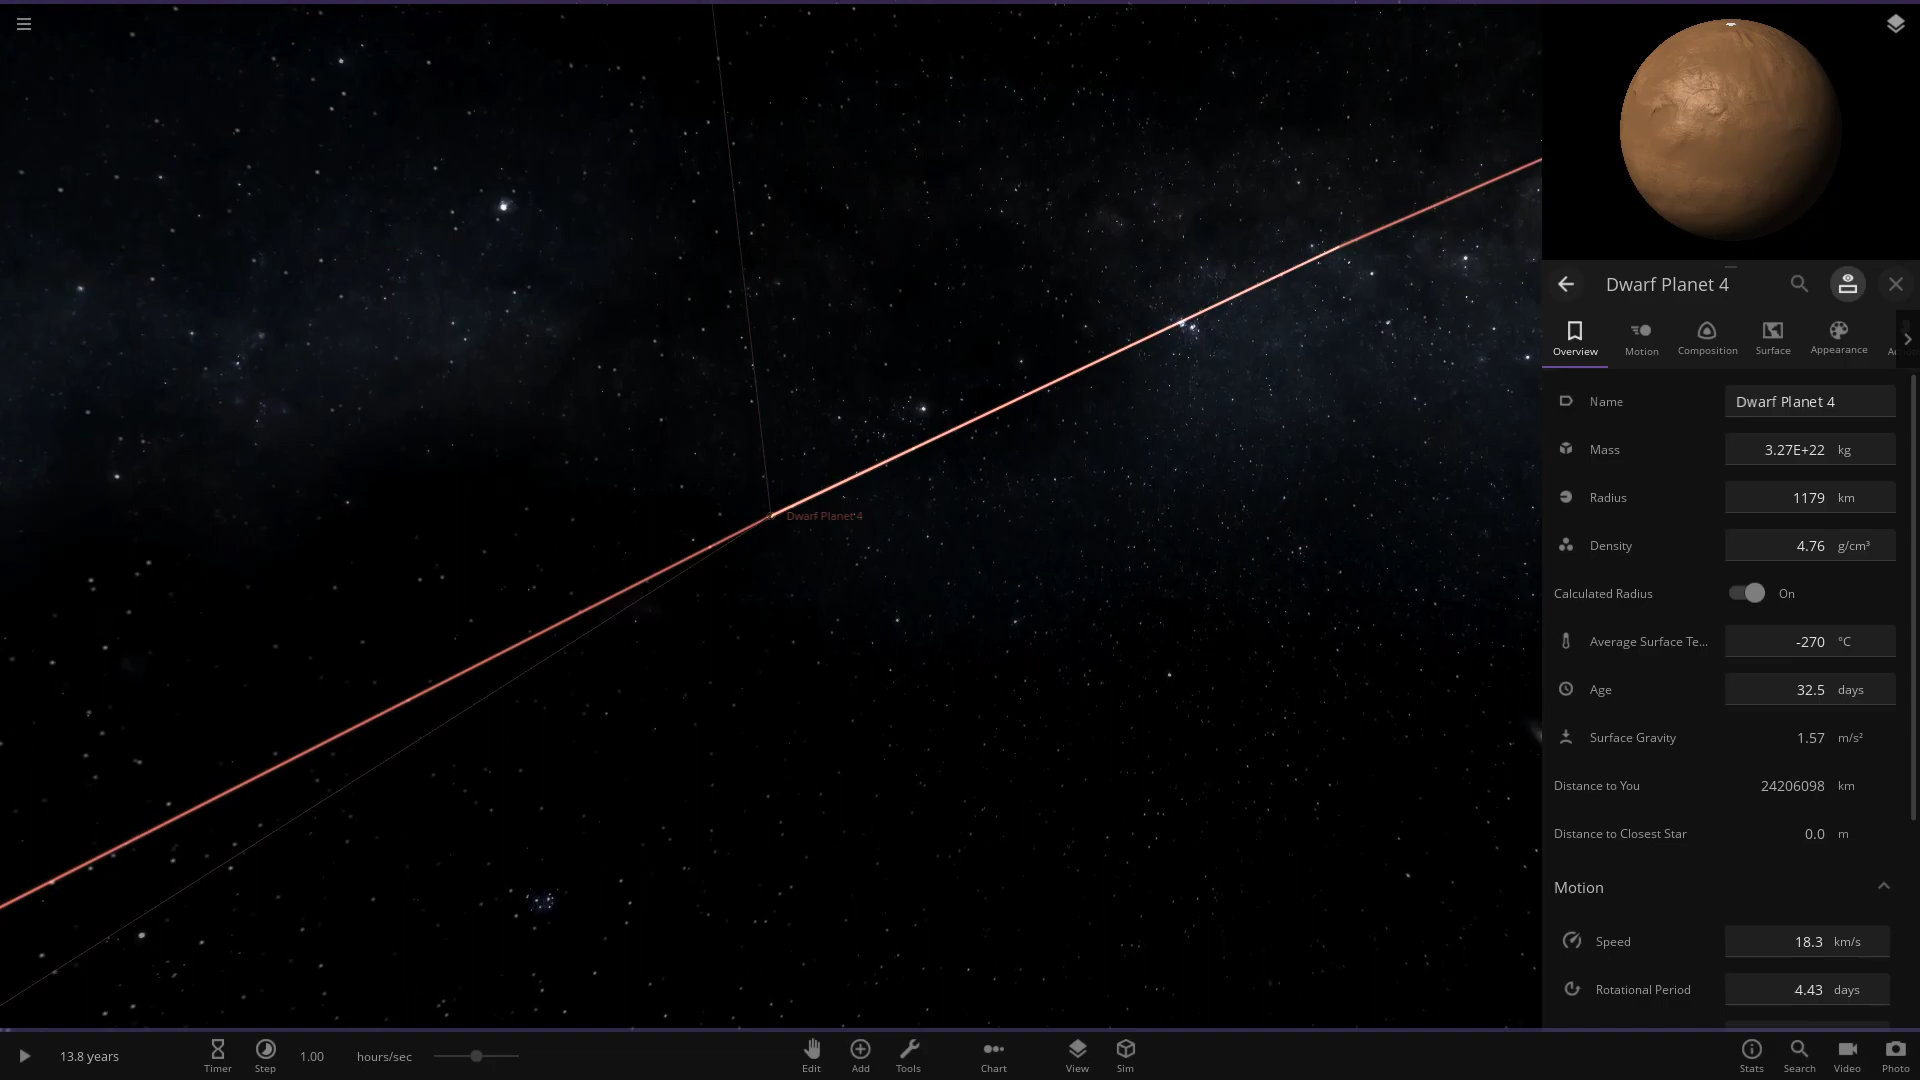 Dwarf Planet 4
Dwarf Planet 4
Overview
Motion
Composition
Surface
Appearance
Name
Dwarf Planet 4
Mass
3.27E+22 kg
Radius
1179 km
Density
4.76 g/cm³
Calculated Radius
On
Average Surface Te...
-270 °C
Age
32.5 days
Surface Gravity
1.57 m/s²
Distance to You
24206098 km
Distance to Closest Star
0.0 m
Motion
Speed
18.3 km/s
Rotational Period
4.43 days
13.8 years
Timer
Step
1.00 hours/sec
Edit
Add
Tools
Chart
View
Sim
Stats
Search
Video
Photo